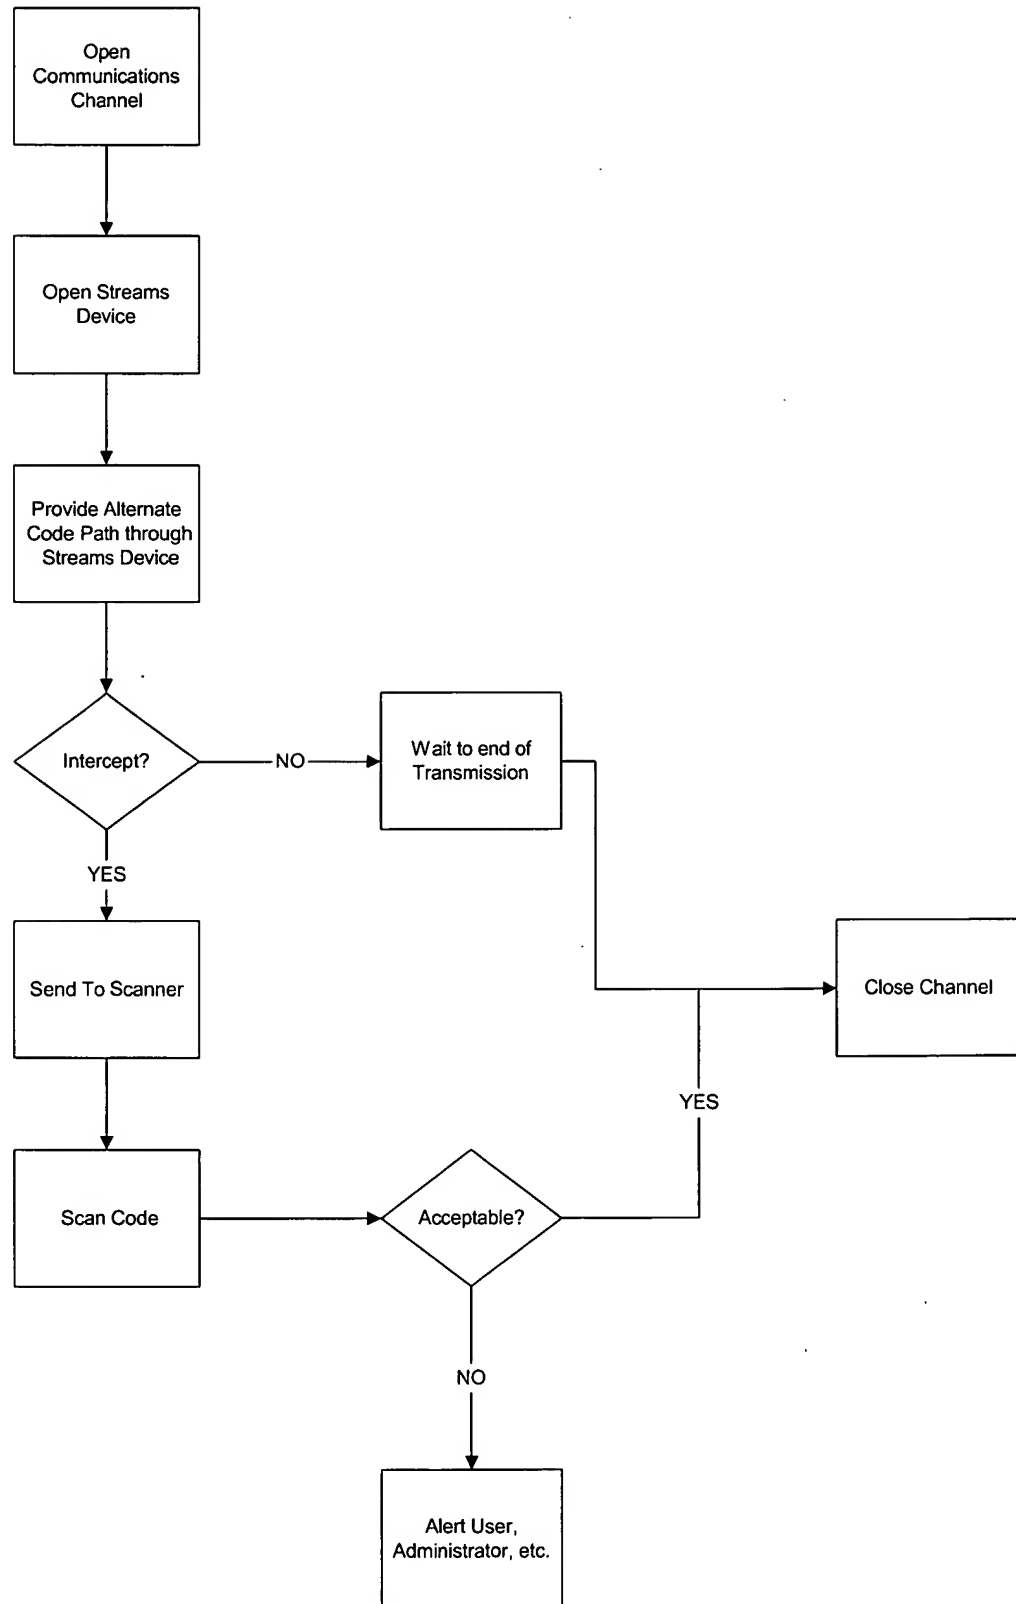 Open
Communications
Channel
Open Streams
Device
Provide Alternate
Code Path through
Streams Device
Intercept?
NO
Wait to end of
Transmission
YES
Send To Scanner
Close Channel
YES
Scan Code
Acceptable?
NO
Alert User,
Administrator, etc.